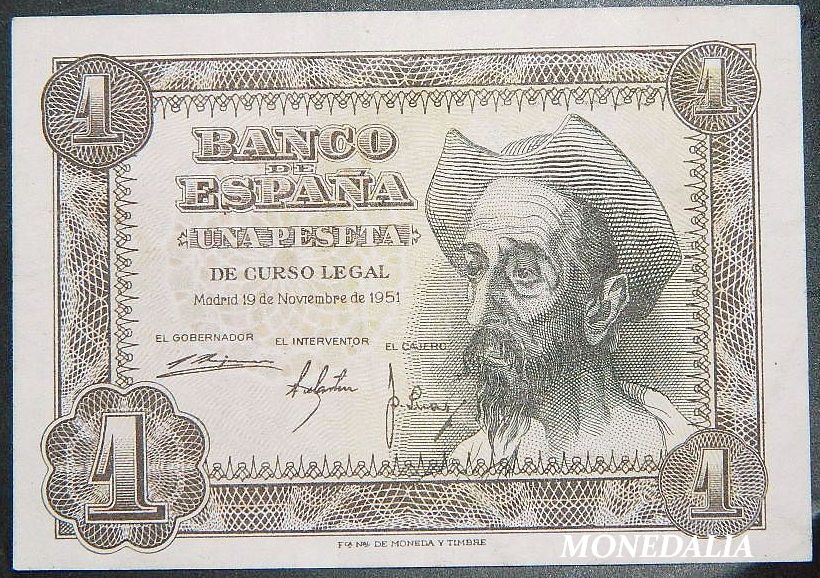 1
1
BANCO
DE
ESPAÑA
UNA PESETA
DE CURSO LEGAL
Madrid 19 de Noviembre de 1951
EL GOBERNADOR EL INTERVENTOR EL CAJERO
1
1
Fca Nal DE MONEDA Y TIMBRE
MONEDALIA